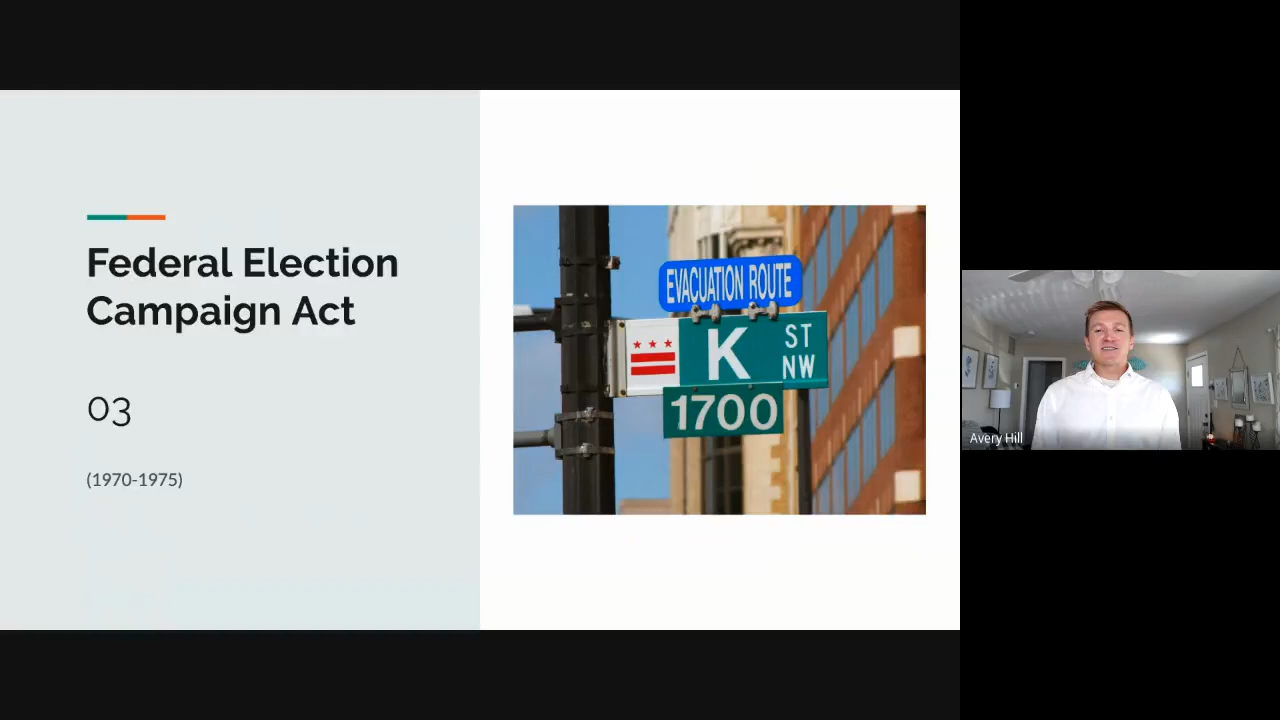 Federal Election
Campaign Act
03
(1970-1975)
EVACUATION ROUTE
K ST NW
1700
Avery Hill